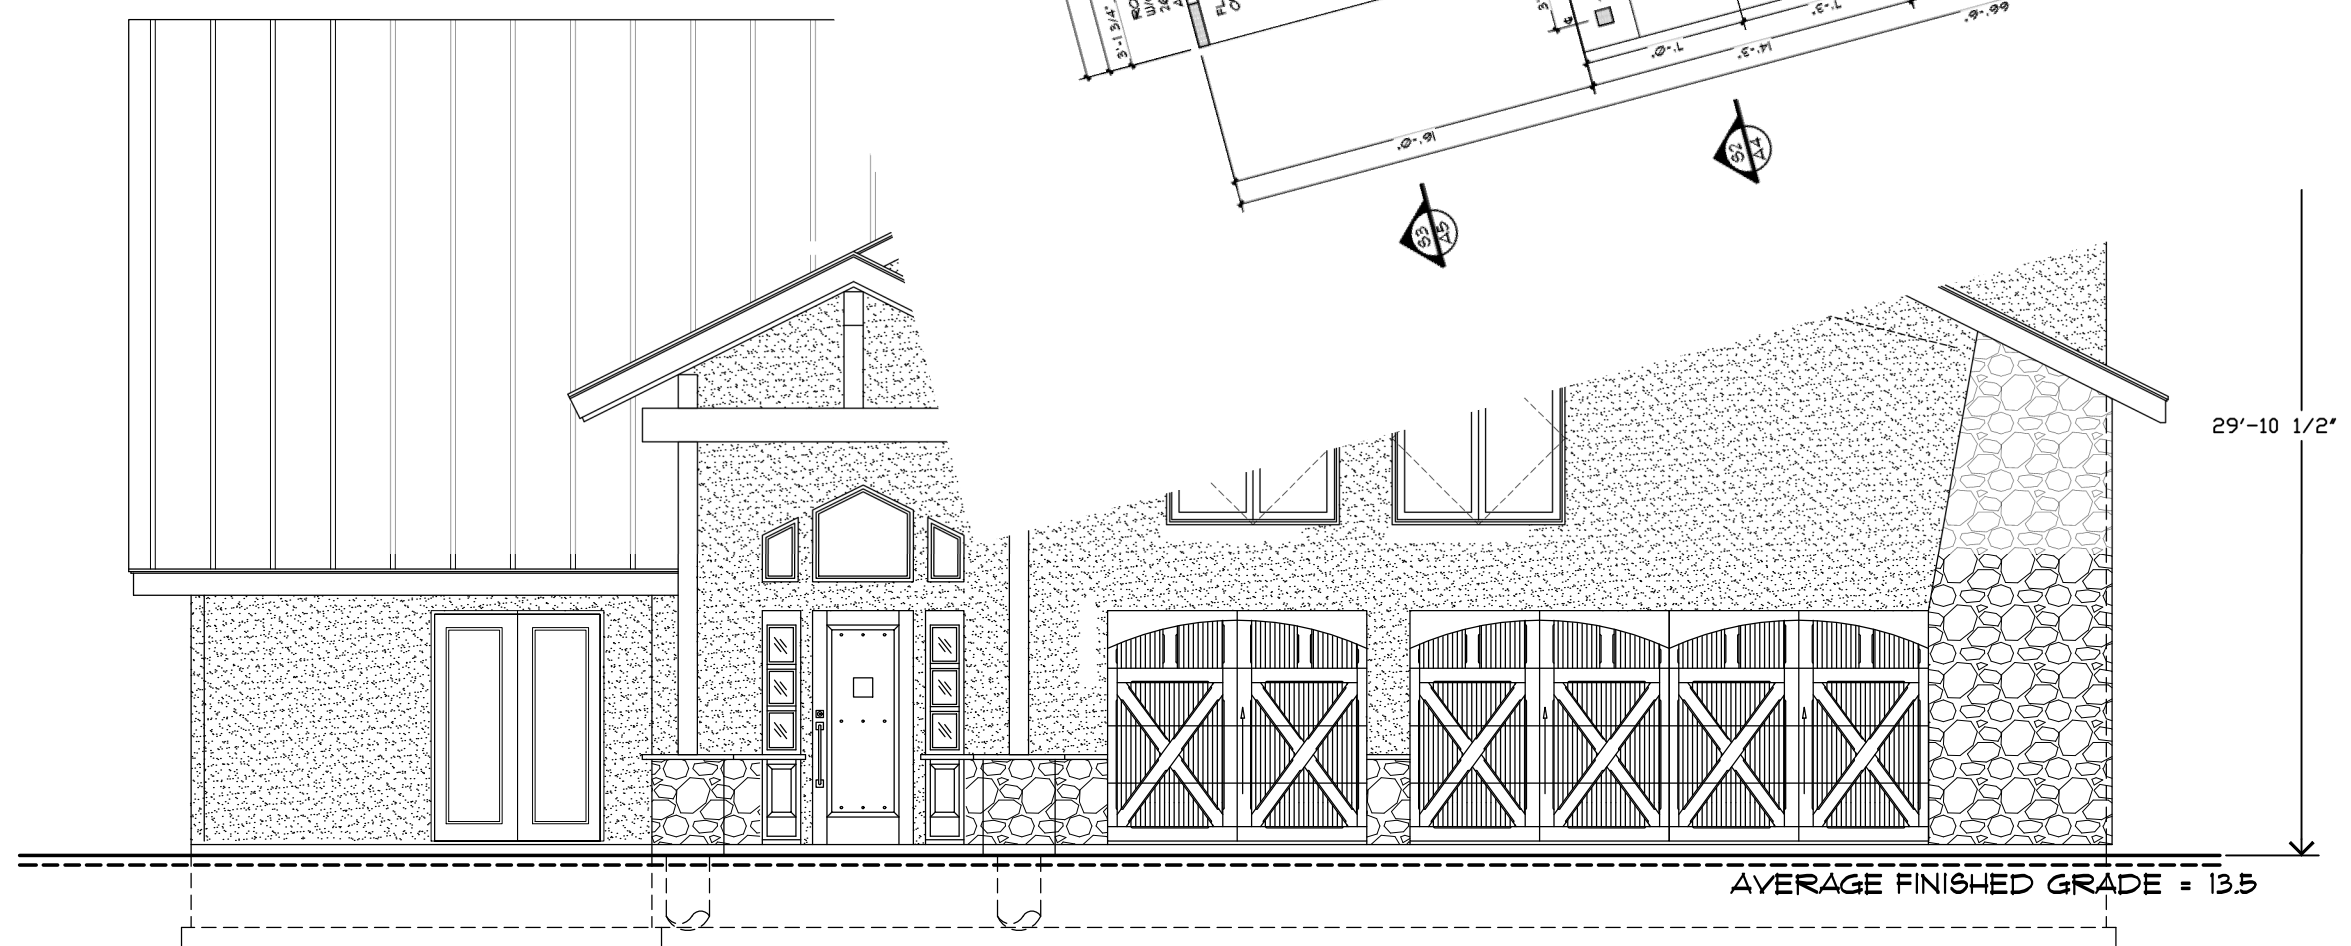 3'-1 3/4"
7'-3"
66'-6"
7'-0"
14'-3"
16'-0"
S2
A4
S3
A5
29'-10 1/2"
AVERAGE FINISHED GRADE = 13.5